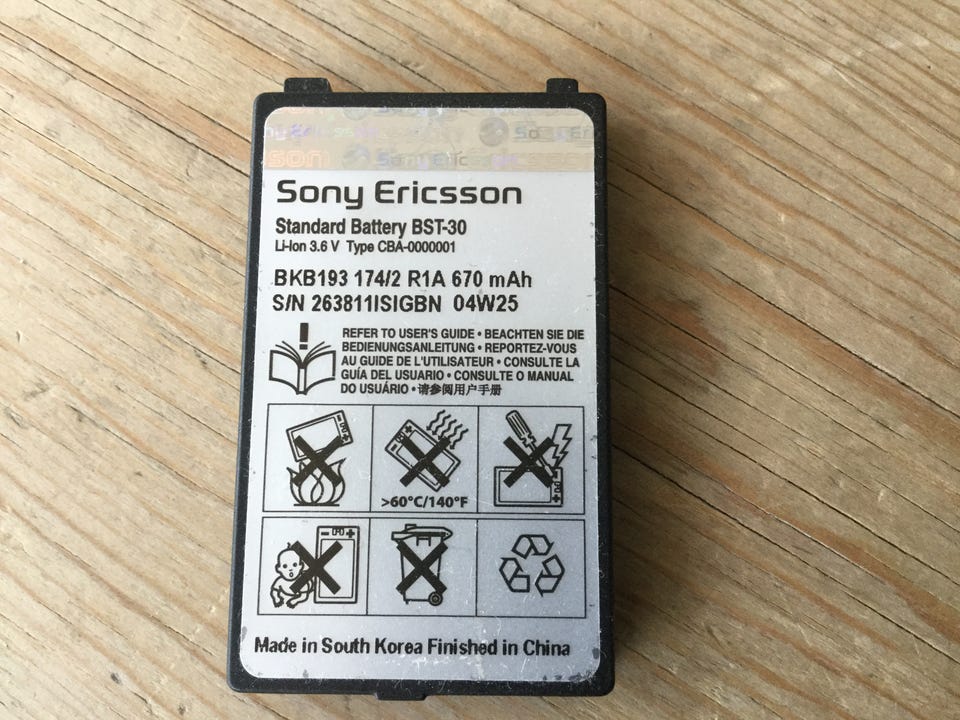 Sony Ericsson
Sony Ericsson
Standard Battery BST-30
Li-Ion 3.6 V Type CBA-0000001
BKB193 174/2 R1A 670 mAh
S/N 263811ISIGBN 04W25
REFER TO USER'S GUIDE • BEACHTEN SIE DIE
BEDIENUNGSANLEITUNG • REPORTEZ-VOUS
AU GUIDE DE L'UTILISATEUR • CONSULTE LA
GUÍA DEL USUARIO • CONSULTE O MANUAL
DO USUÁRIO • 请参阅用户手册
>60°C/140°F
Made in South Korea Finished in China